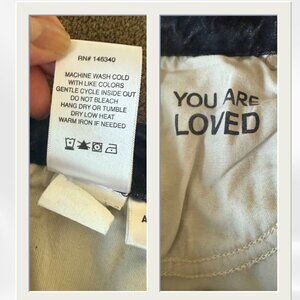 RN# 146340
MACHINE WASH COLD
WITH LIKE COLORS
GENTLE CYCLE INSIDE OUT
DO NOT BLEACH
HANG DRY OR TUMBLE
DRY LOW HEAT
WARM IRON IF NEEDED
A
YOU ARE
LOVED